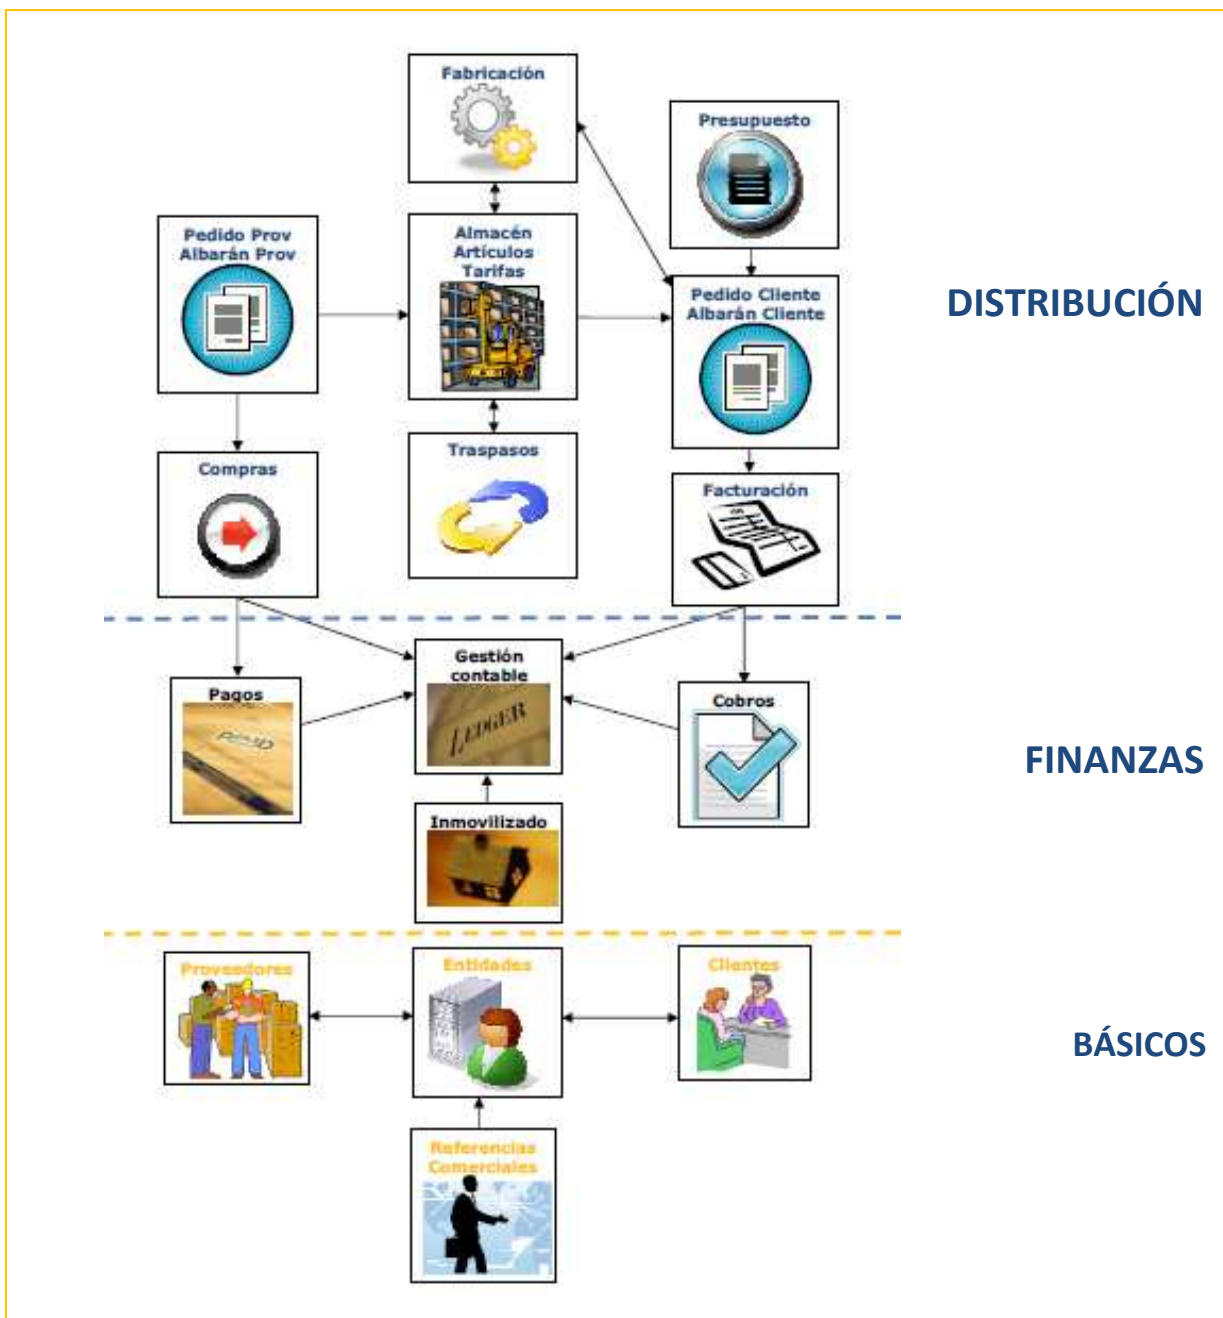 Fabricación
Presupuesto
Pedido Prov
Albarán Prov
Almacén
Artículos
Tarifas
Pedido Cliente
Albarán Cliente
DISTRIBUCIÓN
Compras
Traspasos
Facturación
Pagos
Gestión
contable
LEDGER
Cobros
FINANZAS
Inmovilizado
Proveedores
Entidades
Clientes
BÁSICOS
Referencias
Comerciales